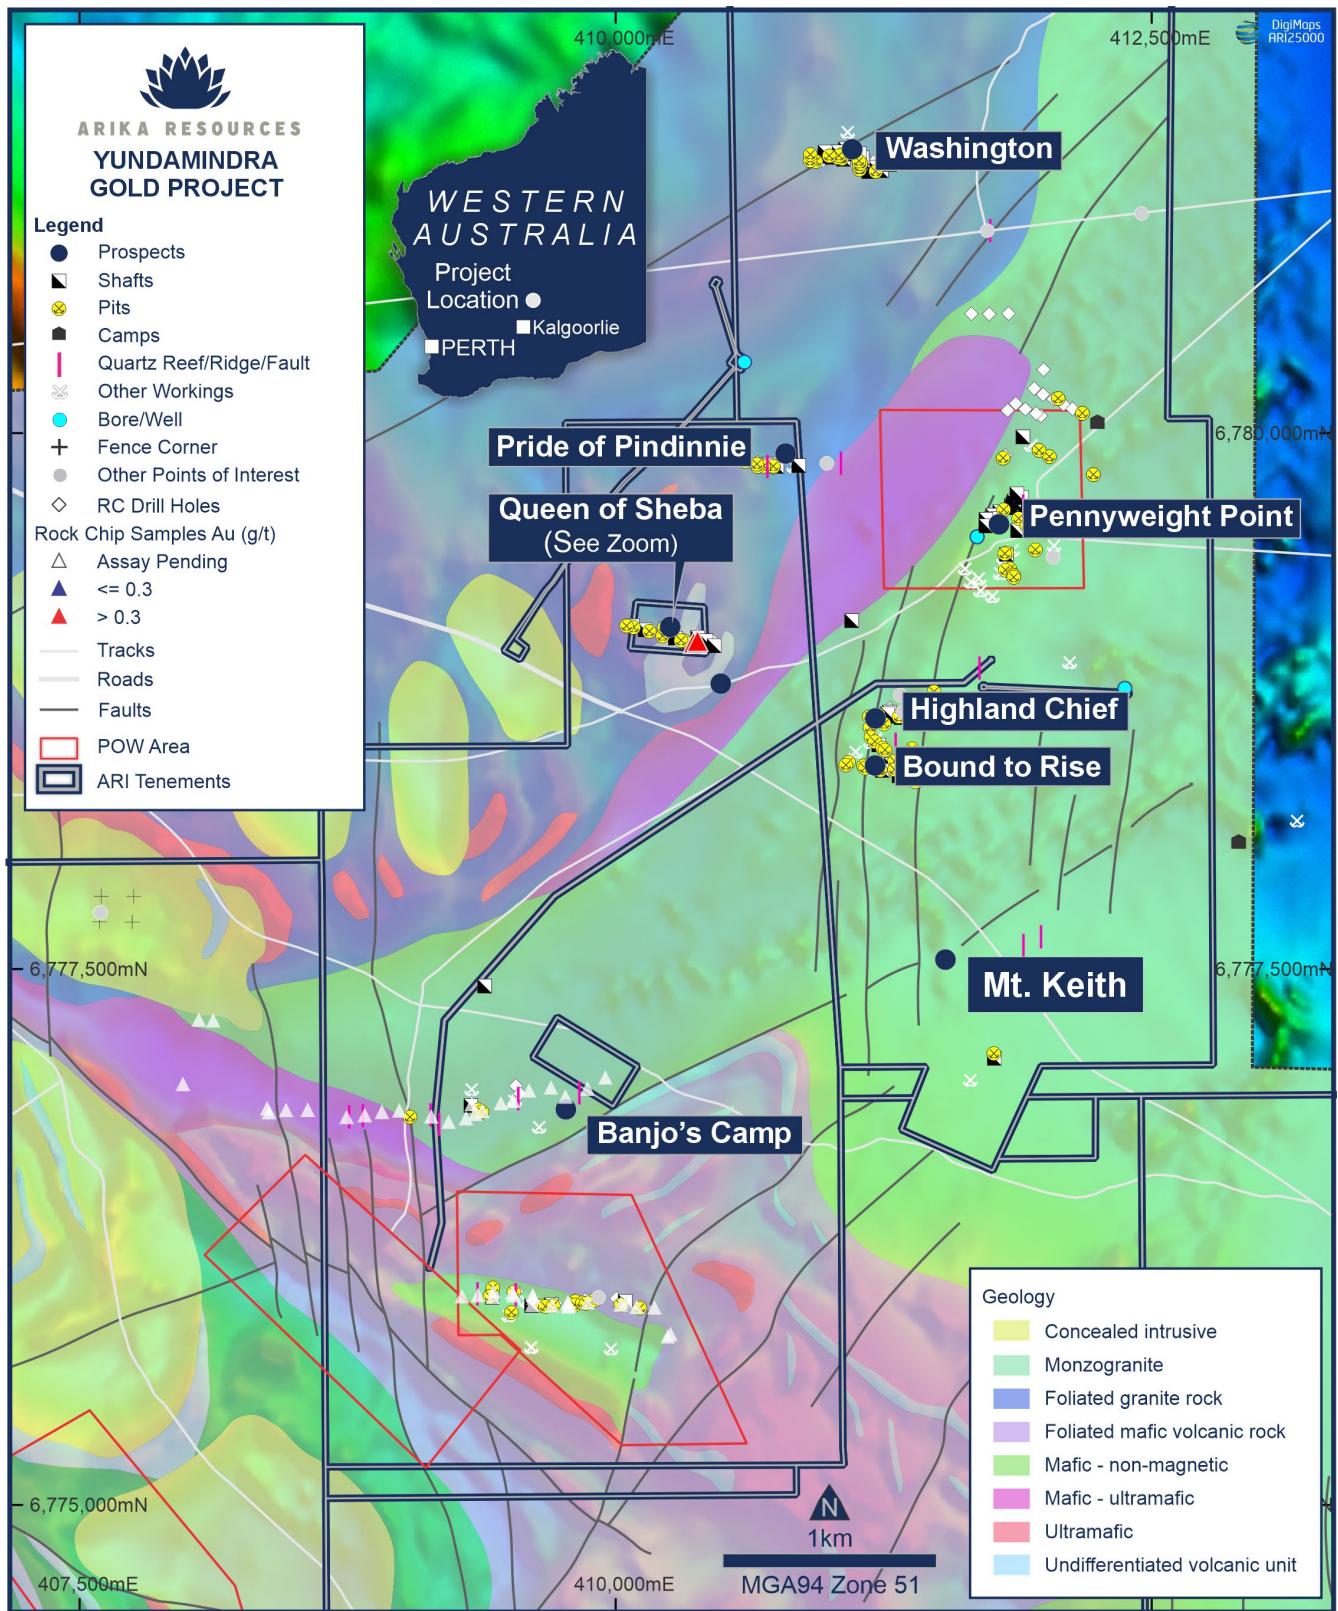 410,000mE
412,500mE
DigiMaps
ARI25000
ARIKA RESOURCES
YUNDAMINDRA
GOLD PROJECT
Legend
Prospects
Shafts
Pits
Camps
Quartz Reef/Ridge/Fault
Other Workings
Bore/Well
Fence Corner
Other Points of Interest
RC Drill Holes
Rock Chip Samples Au (g/t)
Assay Pending
<= 0.3
> 0.3
Tracks
Roads
Faults
POW Area
ARI Tenements
WESTERN
AUSTRALIA
Project
Location
Kalgoorlie
PERTH
Washington
Pride of Pindinnie
6,780,000mN
Queen of Sheba
(See Zoom)
Pennyweight Point
Highland Chief
Bound to Rise
6,777,500mN
6,777,500mN
Mt. Keith
Banjo's Camp
Geology
Concealed intrusive
Monzogranite
Foliated granite rock
Foliated mafic volcanic rock
Mafic - non-magnetic
Mafic - ultramafic
Ultramafic
Undifferentiated volcanic unit
6,775,000mN
N
1km
MGA94 Zone 51
407,500mE
410,000mE